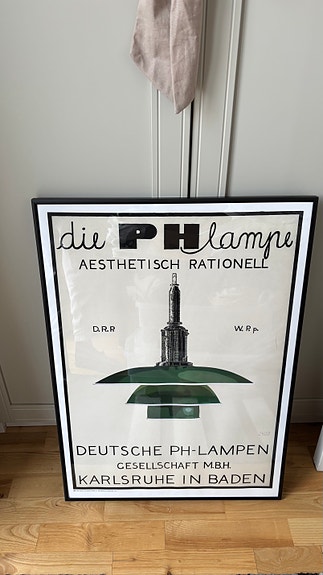 die PH lampe
AESTHETISCH RATIONELL
D.R.R W.R.p.
DEUTSCHE PH-LAMPEN
GESELLSCHAFT M.B.H.
KARLSRUHE IN BADEN